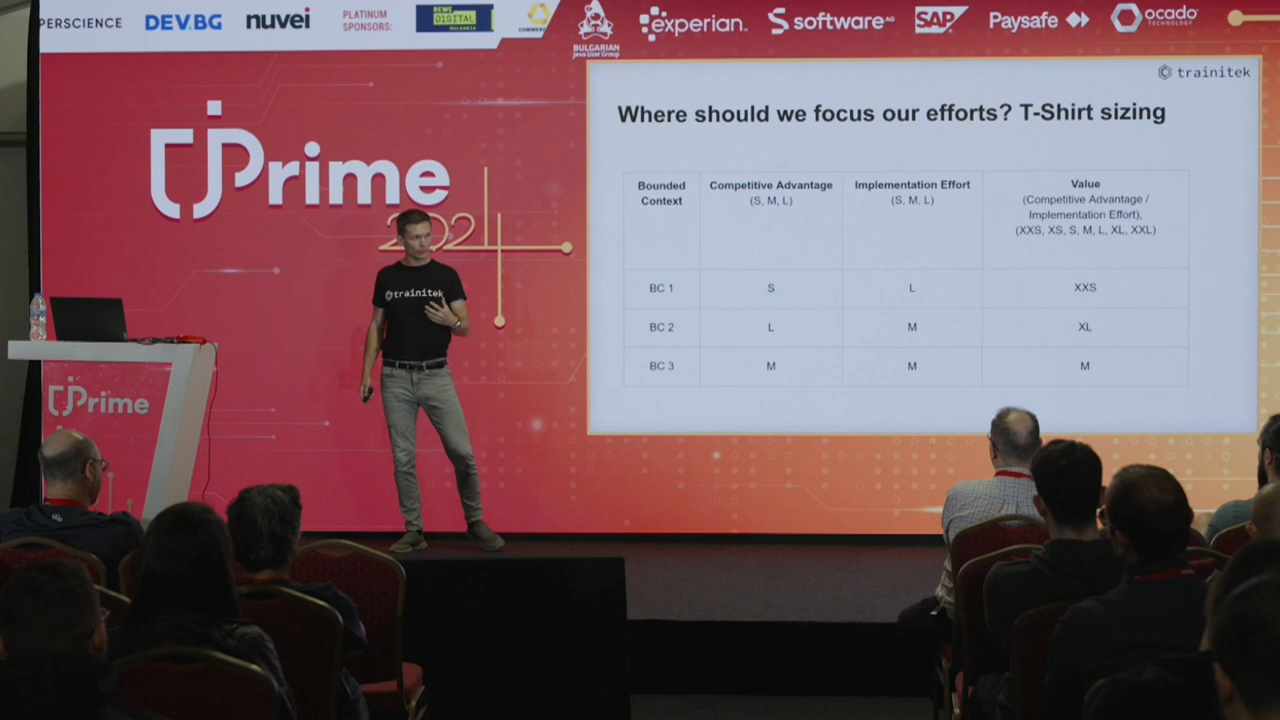 PERSCIENCE
DEV.BG
nuvei
PLATINUM
SPONSORS:
REWE
DIGITAL
BULGARIA
BULGARIAN
Java User Group
experian.
software AG
SAP
Paysafe
ocado
TECHNOLOGY
trainitek
Where should we focus our efforts? T-Shirt sizing
Bounded Context
Competitive Advantage
(S, M, L)
Implementation Effort
(S, M, L)
Value
(Competitive Advantage /
Implementation Effort),
(XXS, XS, S, M, L, XL, XXL)
BC 1 S L XXS
BC 2 L M XL
BC 3 M M M
jPrime
2024
trainitek
jPrime